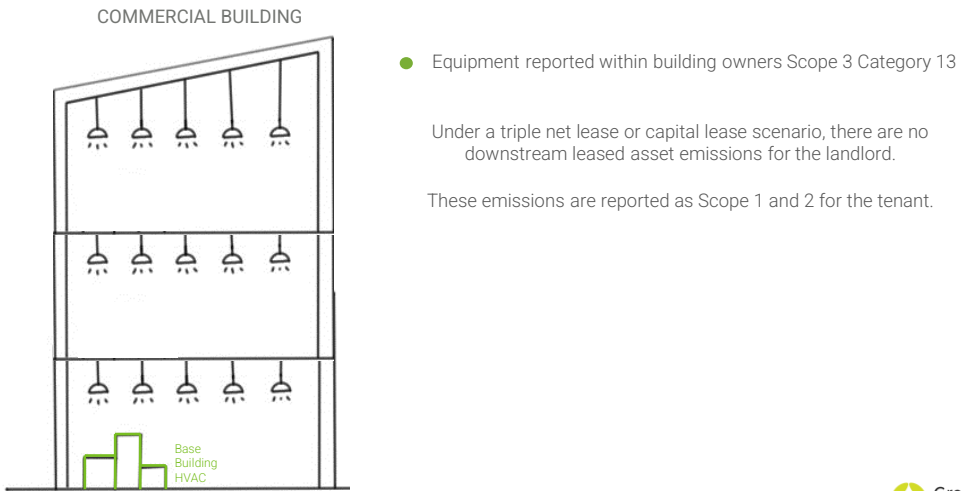 COMMERCIAL BUILDING
Equipment reported within building owners Scope 3 Category 13
Under a triple net lease or capital lease scenario, there are no
downstream leased asset emissions for the landlord.
These emissions are reported as Scope 1 and 2 for the tenant.
Base
Building
HVAC